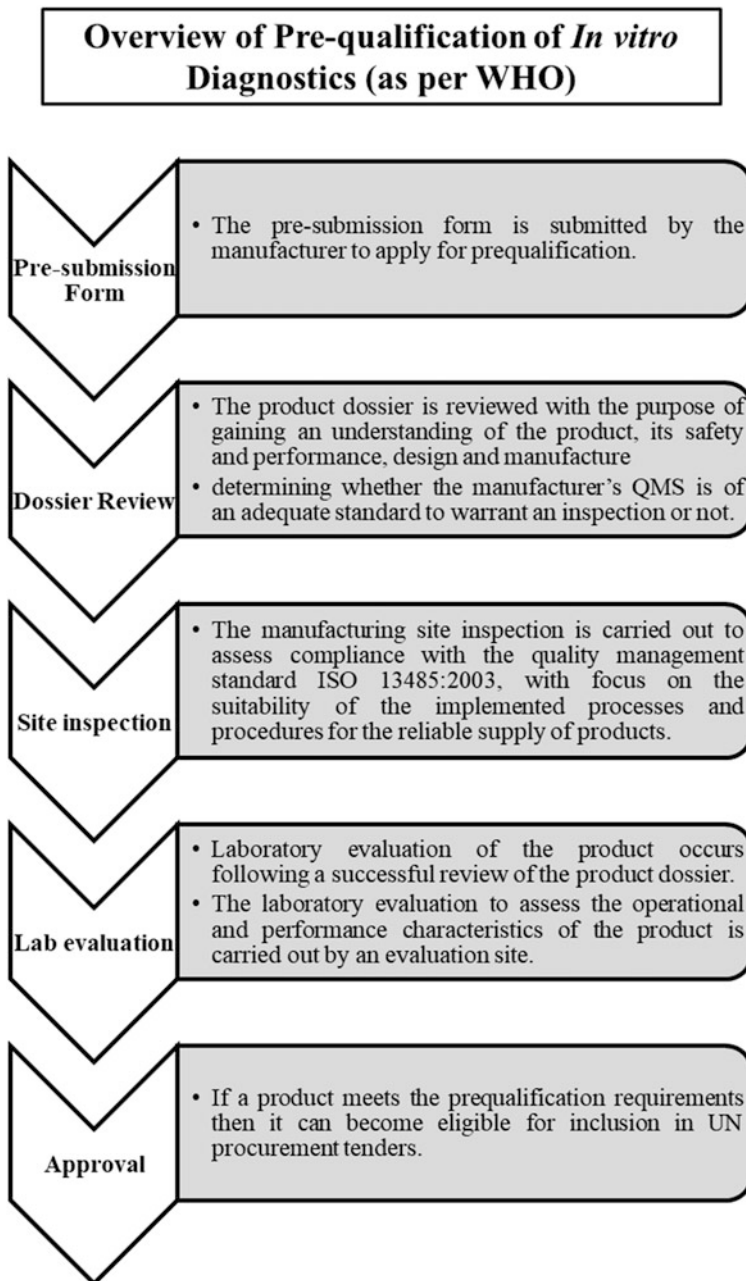 Overview of Pre-qualification of In vitro
Diagnostics (as per WHO)
Pre-submission
Form
• The pre-submission form is submitted by the
manufacturer to apply for prequalification.
Dossier Review
• The product dossier is reviewed with the purpose of
gaining an understanding of the product, its safety
and performance, design and manufacture
• determining whether the manufacturer's QMS is of
an adequate standard to warrant an inspection or not.
Site inspection
• The manufacturing site inspection is carried out to
assess compliance with the quality management
standard ISO 13485:2003, with focus on the
suitability of the implemented processes and
procedures for the reliable supply of products.
Lab evaluation
• Laboratory evaluation of the product occurs
following a successful review of the product dossier.
• The laboratory evaluation to assess the operational
and performance characteristics of the product is
carried out by an evaluation site.
Approval
• If a product meets the prequalification requirements
then it can become eligible for inclusion in UN
procurement tenders.